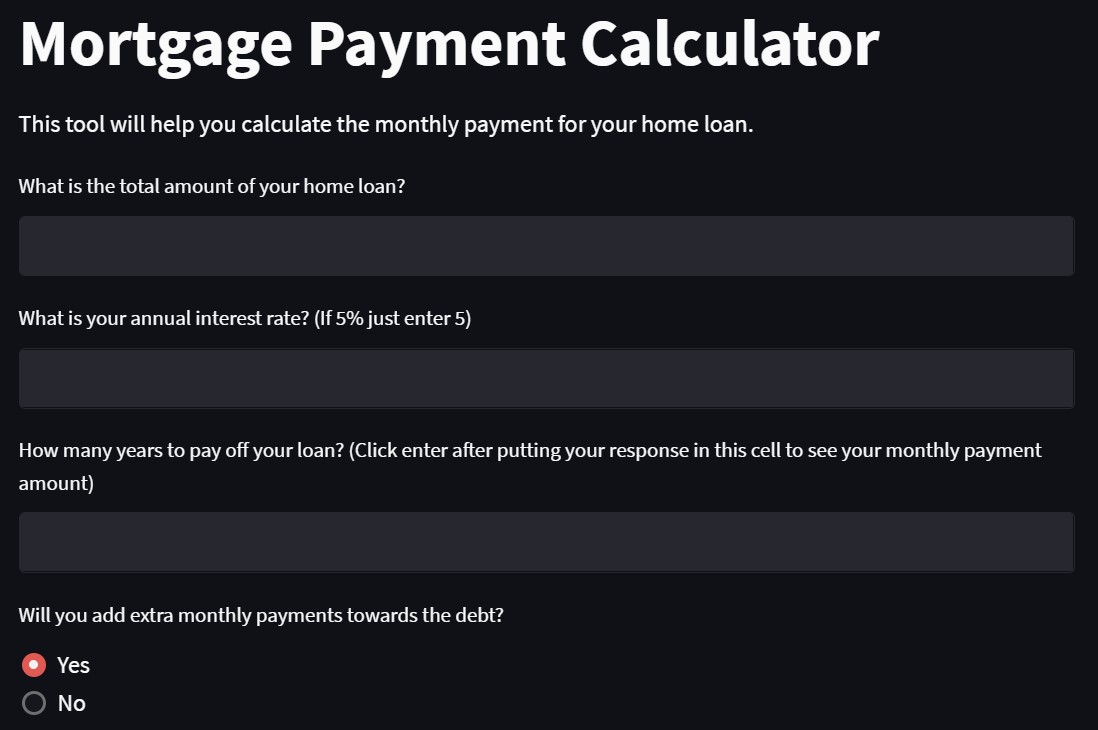 Mortgage Payment Calculator
This tool will help you calculate the monthly payment for your home loan.
What is the total amount of your home loan?
What is your annual interest rate? (If 5% just enter 5)
How many years to pay off your loan? (Click enter after putting your response in this cell to see your monthly payment
amount)
Will you add extra monthly payments towards the debt?
Yes
No